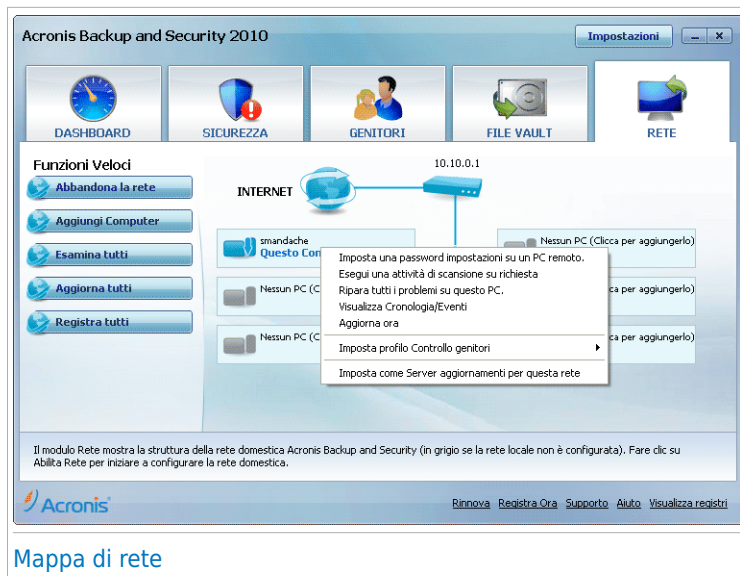 Acronis Backup and Security 2010
Impostazioni
DASHBOARD
SICUREZZA
GENITORI
FILE VAULT
RETE
Funzioni Veloci
Abbandona la rete
Aggiungi Computer
Esamina tutti
Aggiorna tutti
Registra tutti
INTERNET
10.10.0.1
smandache
Questo Con
Nessun PC (Clicca per aggiungerlo)
Nessun PC (C
ca per aggiungerlo)
Nessun PC (C
ca per aggiungerlo)
Imposta una password impostazioni su un PC remoto.
Esegui una attività di scansione su richiesta
Ripara tutti i problemi su questo PC.
Visualizza Cronologia/Eventi
Aggiorna ora
Imposta profilo Controllo genitori
Imposta come Server aggiornamenti per questa rete
Il modulo Rete mostra la struttura della rete domestica Acronis Backup and Security (in grigio se la rete locale non è configurata). Fare clic su
Abilita Rete per iniziare a configurare la rete domestica.
Acronis
Rinnova Registra Ora Supporto Aiuto Visualizza registri
Mappa di rete